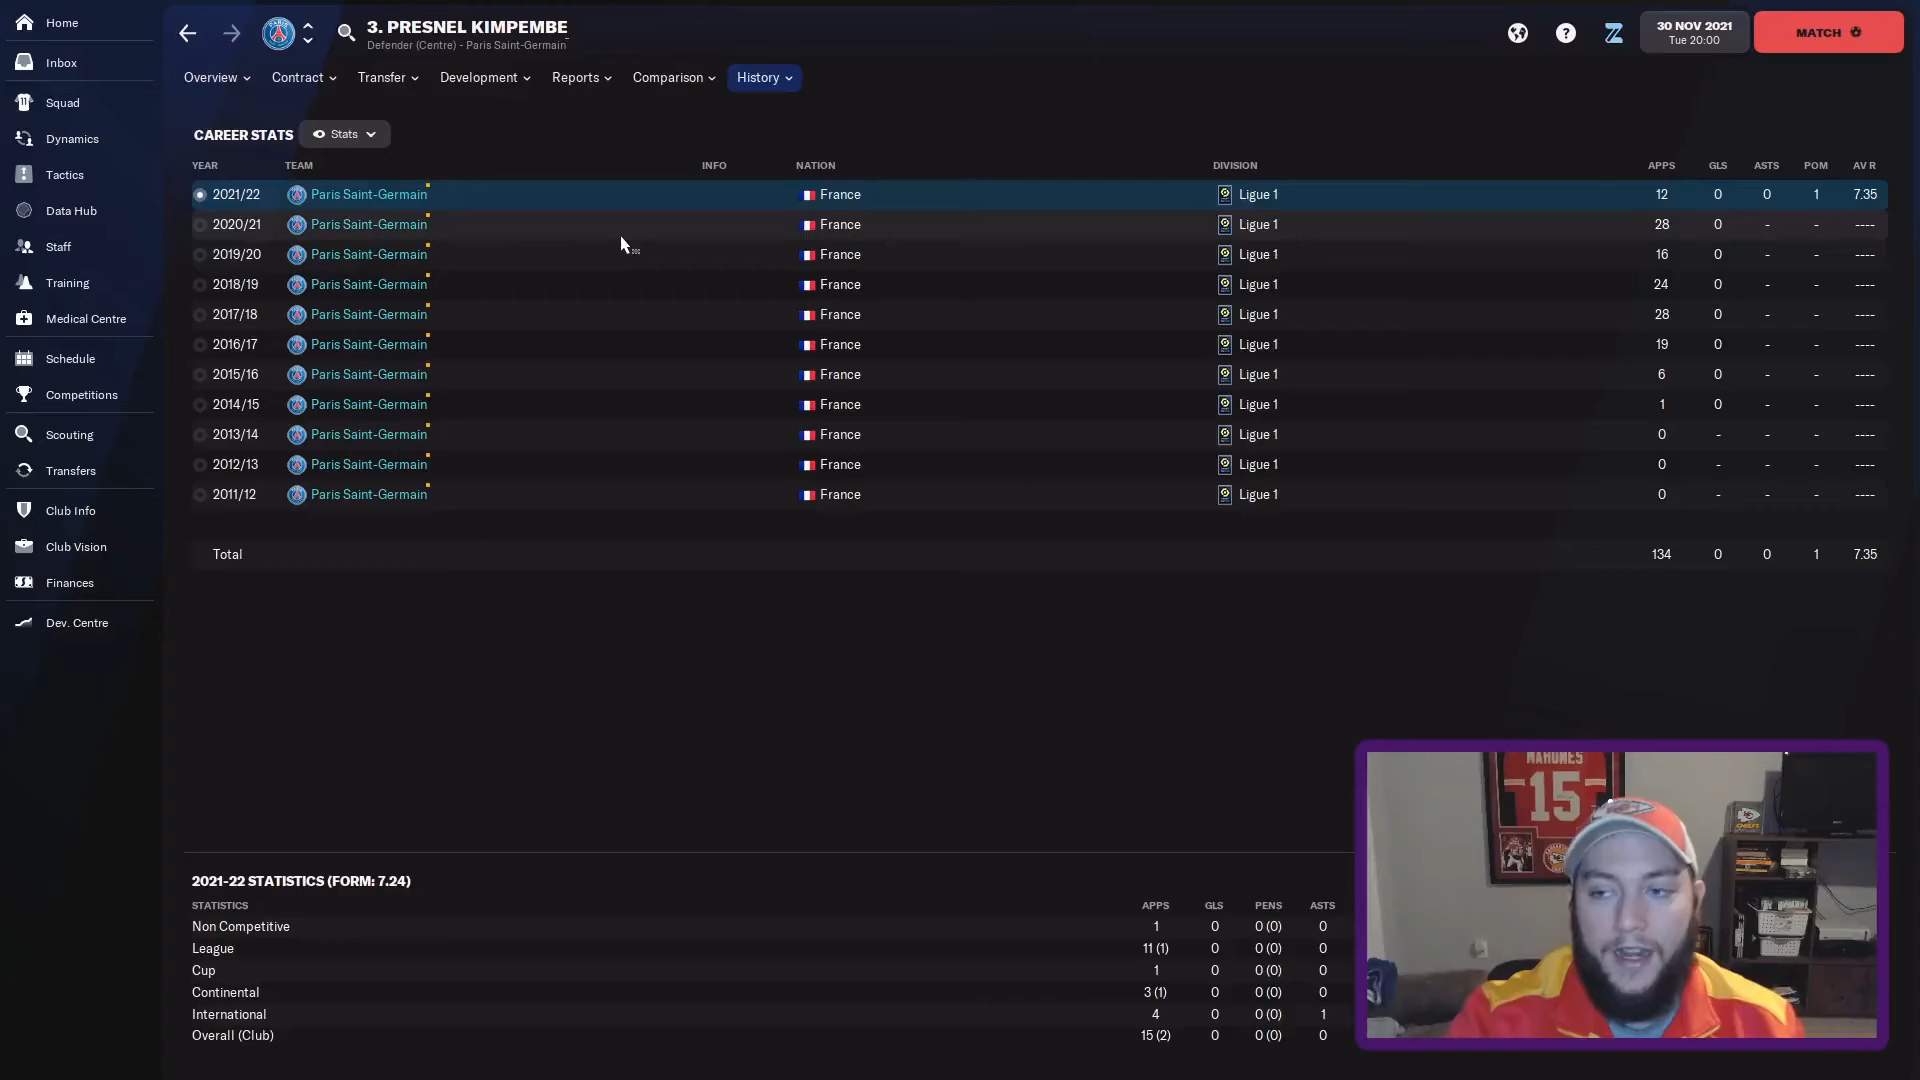 Home
Inbox
Squad
Dynamics
Tactics
Data Hub
Staff
Training
Medical Centre
Schedule
Competitions
Scouting
Transfers
Club Info
Club Vision
Finances
Dev. Centre
3. PRESNEL KIMPEMBE
Defender (Centre) - Paris Saint-Germain
30 NOV 2021
Tue 20:00
MATCH
Overview Contract Transfer Development Reports Comparison History
CAREER STATS Stats
YEAR TEAM INFO NATION DIVISION APPS GLS ASTS POM AV R
2021/22 Paris Saint-Germain France Ligue 1 12 0 0 1 7.35
2020/21 Paris Saint-Germain France Ligue 1 28 0 - - ----
2019/20 Paris Saint-Germain France Ligue 1 16 0 - - ----
2018/19 Paris Saint-Germain France Ligue 1 24 0 - - ----
2017/18 Paris Saint-Germain France Ligue 1 28 0 - - ----
2016/17 Paris Saint-Germain France Ligue 1 19 0 - - ----
2015/16 Paris Saint-Germain France Ligue 1 6 0 - - ----
2014/15 Paris Saint-Germain France Ligue 1 1 0 - - ----
2013/14 Paris Saint-Germain France Ligue 1 0 - - - ----
2012/13 Paris Saint-Germain France Ligue 1 0 - - - ----
2011/12 Paris Saint-Germain France Ligue 1 0 - - - ----
Total 134 0 0 1 7.35
2021-22 STATISTICS (FORM: 7.24)
STATISTICS APPS GLS PENS ASTS
Non Competitive 1 0 0 (0) 0
League 11 (1) 0 0 (0) 0
Cup 1 0 0 (0) 0
Continental 3 (1) 0 0 (0) 0
International 4 0 0 (0) 1
Overall (Club) 15 (2) 0 0 (0) 0
MAHOMES
15
CHIEFS